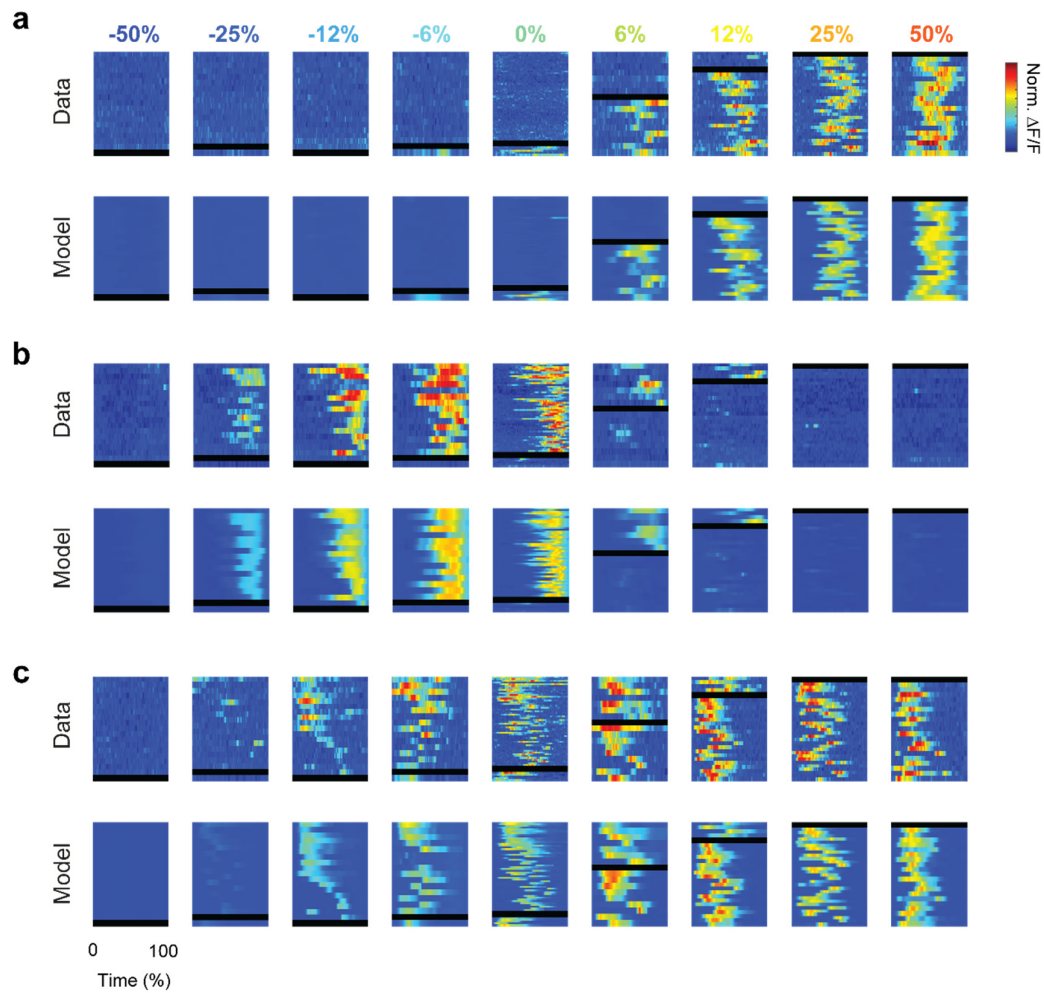 a
-50% -25% -12% -6% 0% 6% 12% 25% 50%
Data
Norm. ΔF/F
Model
b
Data
Model
c
Data
Model
0 100
Time (%)